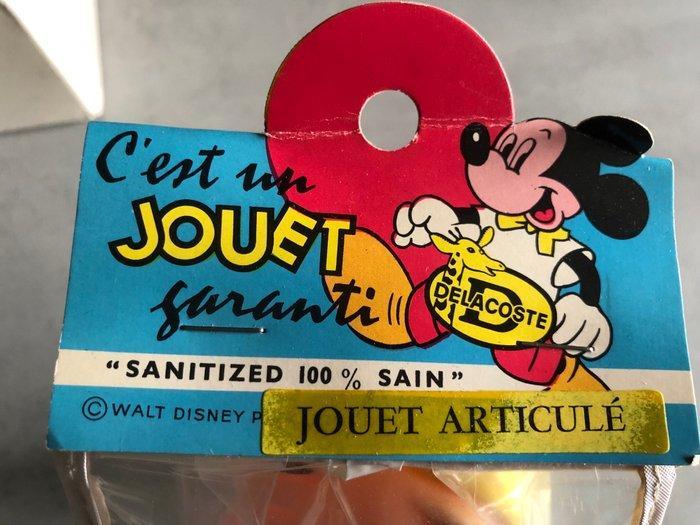 C'est un
JOUET
garanti
DELACOSTE
D
"SANITIZED 100 % SAIN"
© WALT DISNEY P
JOUET ARTICULÉ